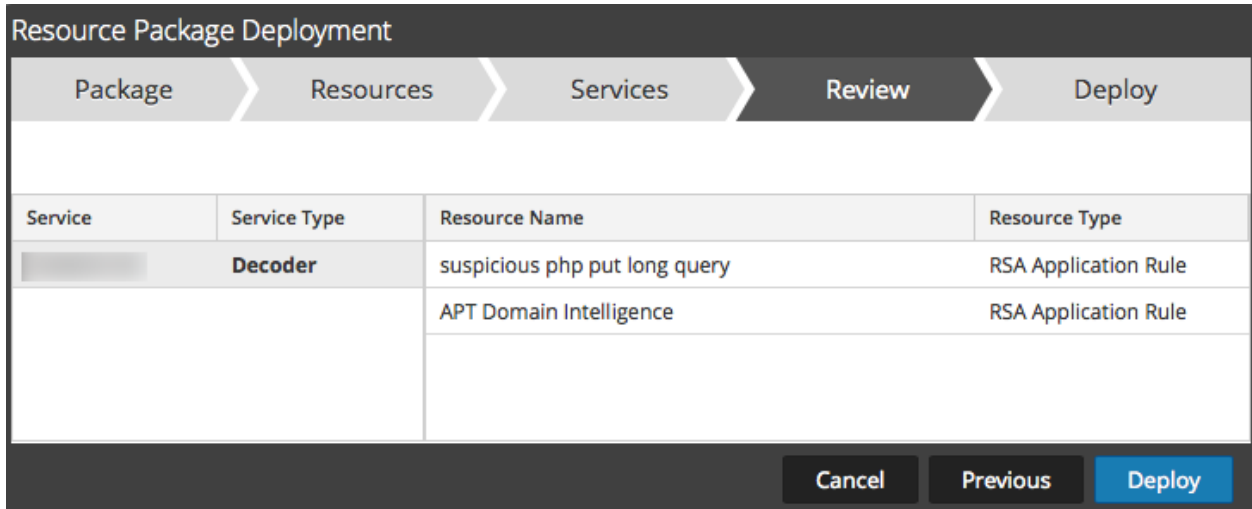 Resource Package Deployment
Package Resources Services Review Deploy
Service Service Type Resource Name Resource Type
Decoder suspicious php put long query RSA Application Rule
APT Domain Intelligence RSA Application Rule
Cancel Previous Deploy